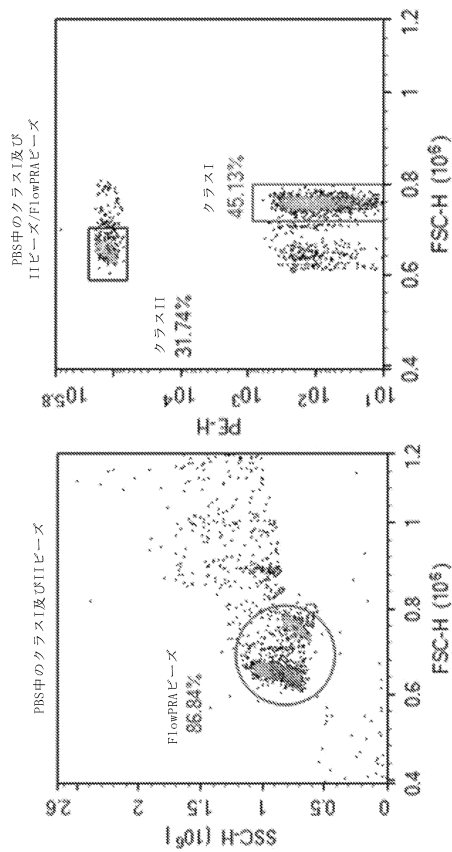 PBS中のクラスI及びIIビーズ
FlowPRAビーズ
86.84%
2.6
2
1.5
1
0.5
0
SSC-H (10⁶)
0.4
0.6
0.8
1
1.2
FSC-H (10⁶)
PBS中のクラスI及び
IIビーズ/FlowPRAビーズ
クラスII
31.74%
クラスI
45.13%
10^5.8
10⁴
10³
10²
10¹
PE-H
0.4
0.6
0.8
1
1.2
FSC-H (10⁶)